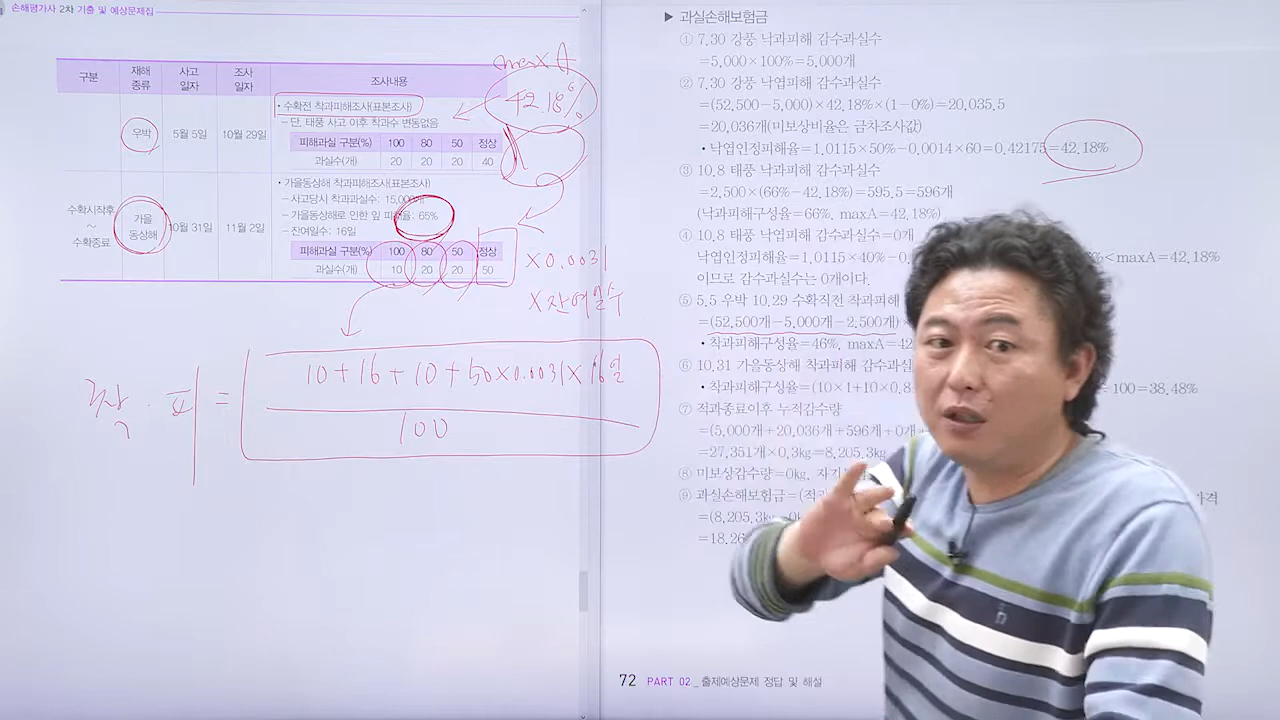 손해평가사 2차 기출 및 예상문제집
구분 재해 종류 사고 일자 조사 일자 조사내용
우박 5월 5일 10월 29일
• 수확전 착과피해조사(표본조사)
– 단, 태풍 사고 이후 착과수 변동없음
피해과실 구분(%) 100 80 50 정상
과실수(개) 20 20 20 40
수확시작후 ~ 수확종료 가을 동상해 10월 31일 11월 2일
• 가을동상해 착과피해조사(표본조사)
– 사고당시 착과과실수: 15,000개
– 가을동상해로 인한 잎 피해율: 65%
– 잔여일수: 16일
피해과실 구분(%) 100 80 50 정상
과실수(개) 10 20 20 50
maxA
42.18%
×0.0031
×잔여일수
착·피 = 10+16+10+50×0.0031×16일
100
▶ 과실손해보험금
① 7.30 강풍 낙과피해 감수과실수
=5,000×100%=5,000개
② 7.30 강풍 낙엽피해 감수과실수
=(52,500-5,000)×42.18%×(1-0%)=20,035.5
=20,036개(미보상비율은 금차조사값)
• 낙엽인정피해율=1.0115×50%-0.0014×60=0.42175=42.18%
③ 10.8 태풍 낙과피해 감수과실수
=2,500×(66%-42.18%)=595.5=596개
(낙과피해구성율=66%, maxA=42.18%)
④ 10.8 태풍 낙엽피해 감수과실수=0개
낙엽인정피해율=1.0115×40%-0. %<maxA=42.18%
이므로 감수과실수는 0개이다.
⑤ 5.5 우박 10.29 수확직전 착과피해
=(52,500개-5,000개-2,500개)
• 착과피해구성율=46%, maxA=42
⑥ 10.31 가을동상해 착과피해 감수과실
• 착과피해구성율=(10×1+10×0.8 ÷100=38.48%
⑦ 적과종료이후 누적감수량
=(5,000개+20,036개+596개+0개+
=27,351개×0.3kg=8,205.3kg
⑧ 미보상감수량=0kg, 자기
⑨ 과실손해보험금=(적과 가격
=(8,205.3kg-0k
=18,26
72 PART 02_출제예상문제 정답 및 해설